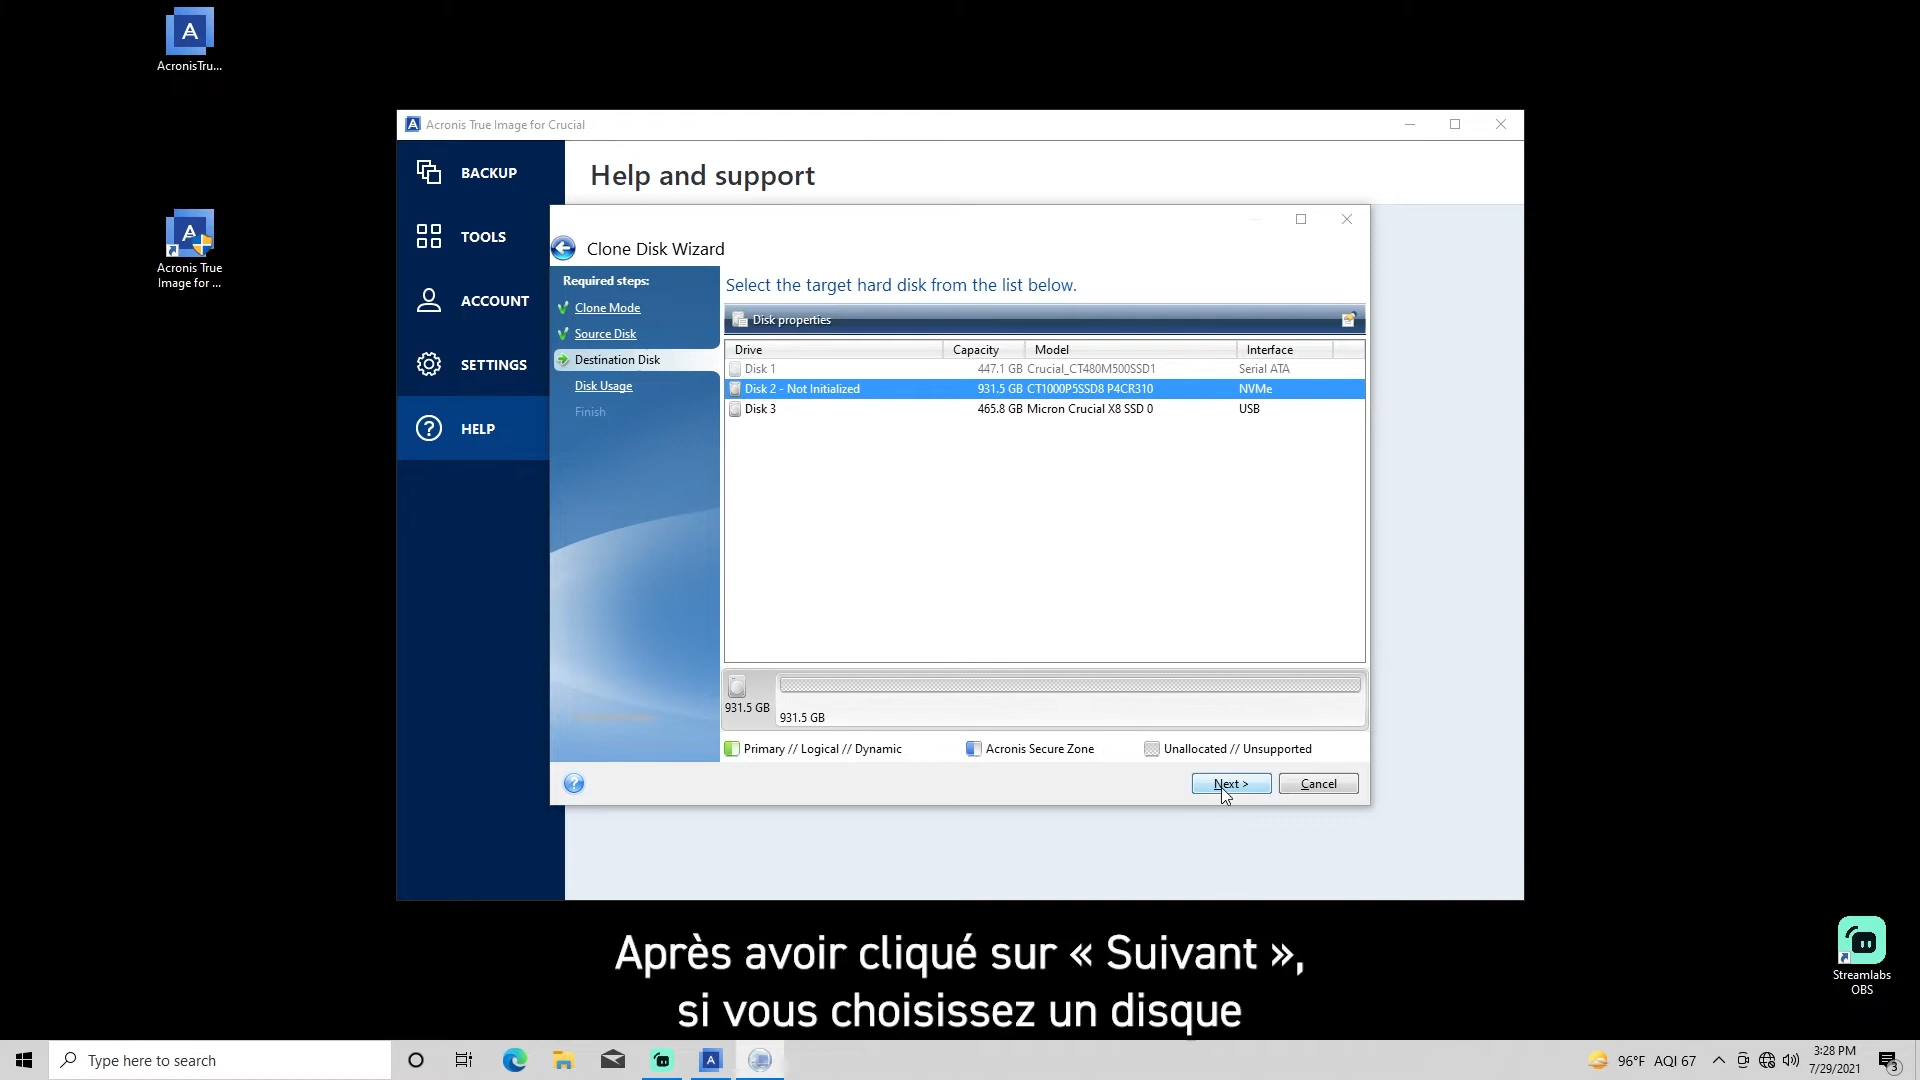 AcronisTru...
Acronis True
Image for ...
Acronis True Image for Crucial
BACKUP
TOOLS
ACCOUNT
SETTINGS
HELP
Help and support
Clone Disk Wizard
Required steps:
Clone Mode
Source Disk
Destination Disk
Disk Usage
Finish
Select the target hard disk from the list below.
Disk properties
Drive Capacity Model Interface
Disk 1 447.1 GB Crucial_CT480M500SSD1 Serial ATA
Disk 2 - Not Initialized 931.5 GB CT1000P5SSD8 P4CR310 NVMe
Disk 3 465.8 GB Micron Crucial X8 SSD 0 USB
931.5 GB
931.5 GB
Primary // Logical // Dynamic Acronis Secure Zone Unallocated // Unsupported
Next > Cancel
Après avoir cliqué sur « Suivant »,
si vous choisissez un disque
Streamlabs
OBS
Type here to search
96°F AQI 67
3:28 PM
7/29/2021
3